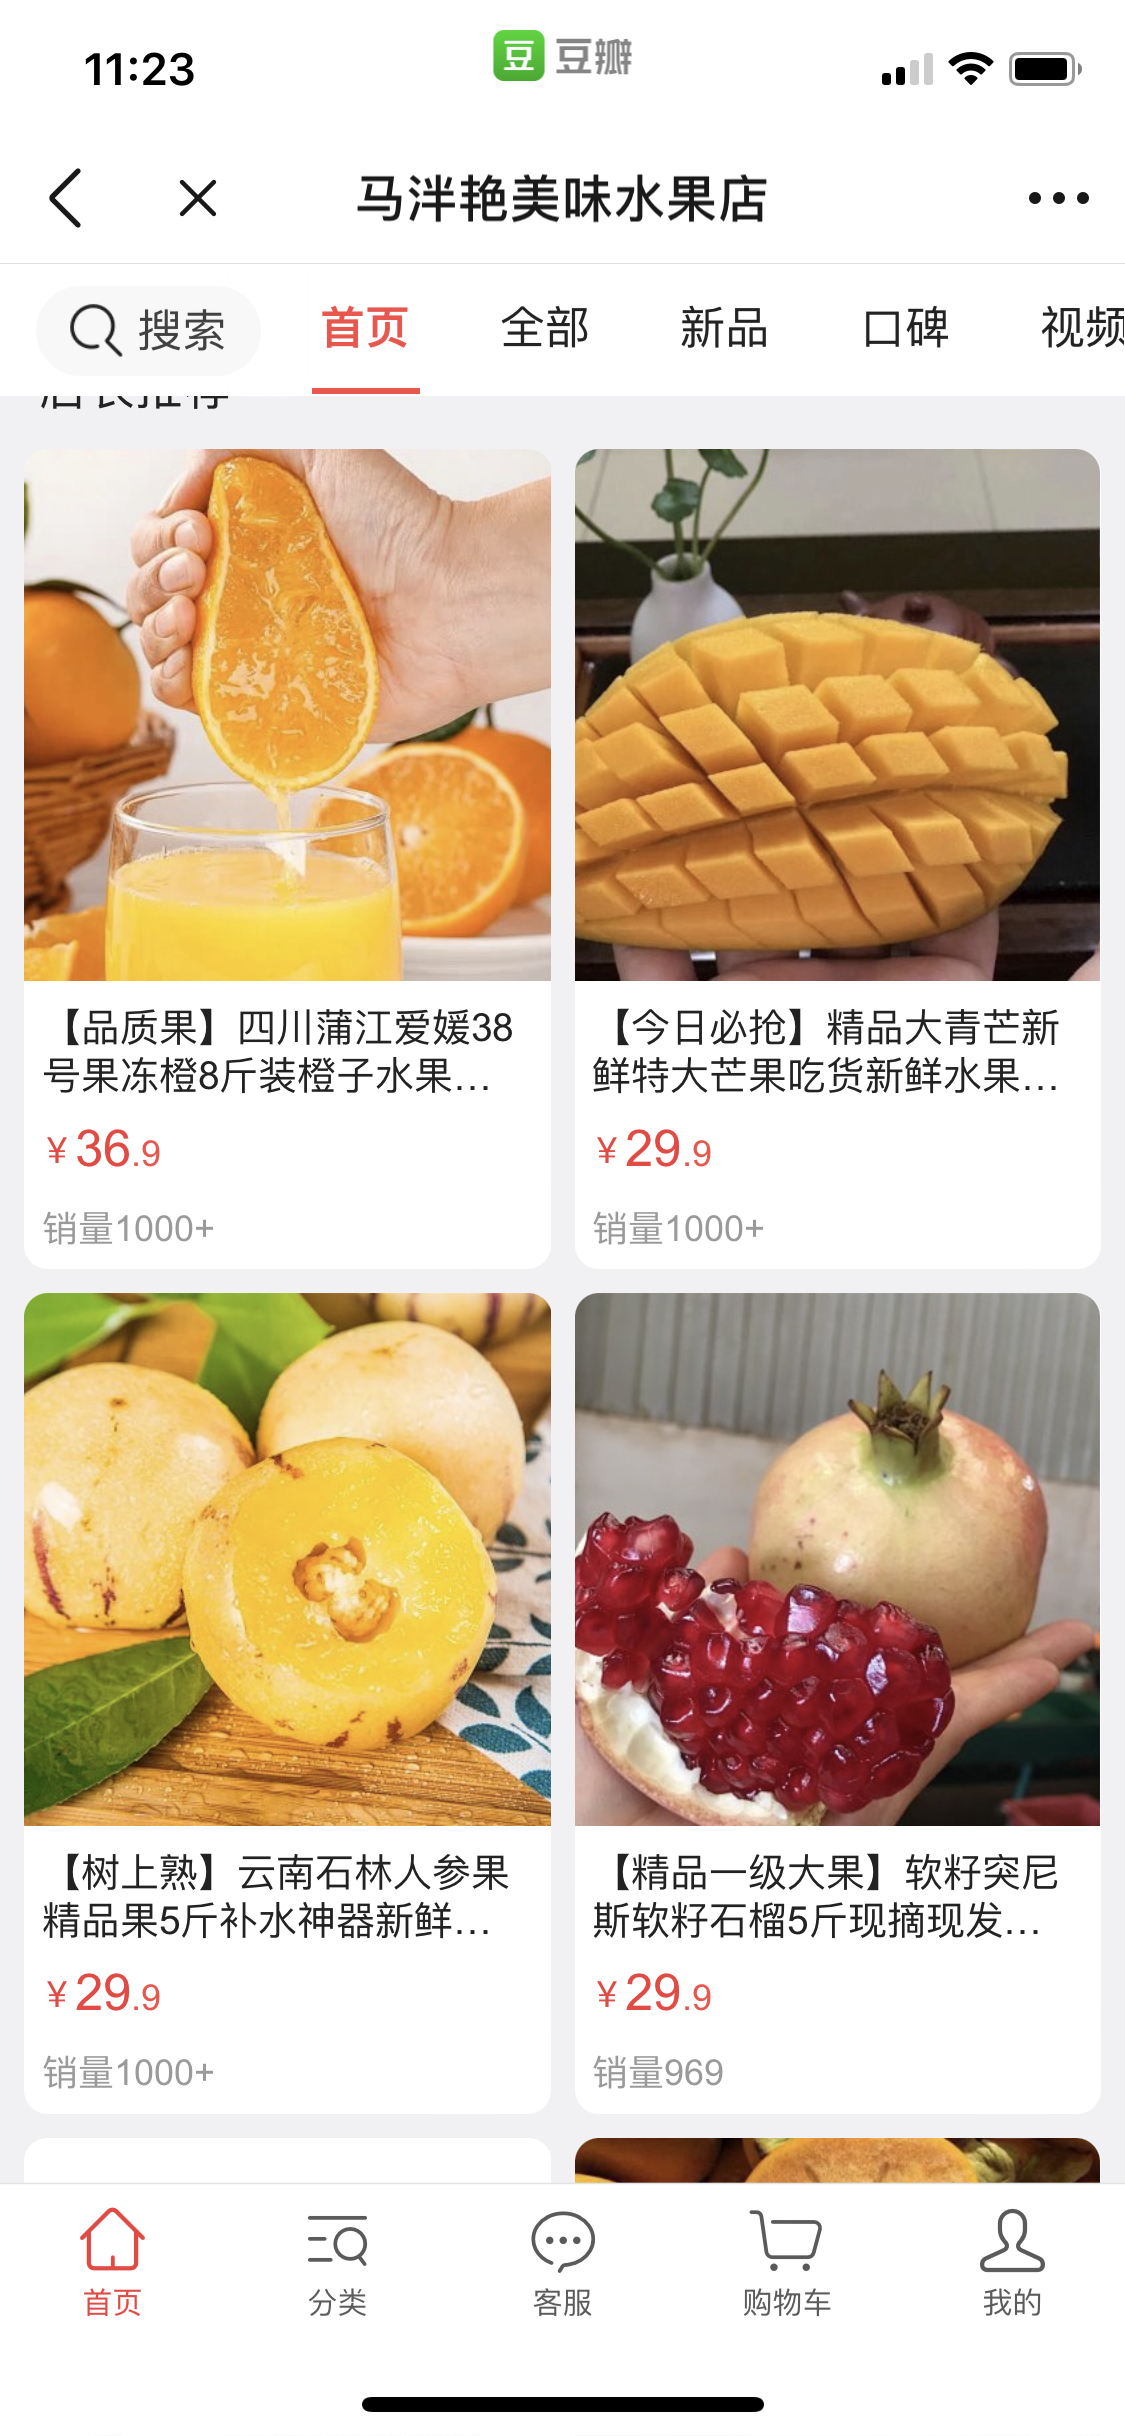 11:23
豆 豆瓣
马泮艳美味水果店
搜索 首页 全部 新品 口碑 视频
店长推荐
【品质果】四川蒲江爱媛38
号果冻橙8斤装橙子水果...
¥36.9
销量1000+
【今日必抢】精品大青芒新
鲜特大芒果吃货新鲜水果...
¥29.9
销量1000+
【树上熟】云南石林人参果
精品果5斤补水神器新鲜...
¥29.9
销量1000+
【精品一级大果】软籽突尼
斯软籽石榴5斤现摘现发...
¥29.9
销量969
首页 分类 客服 购物车 我的